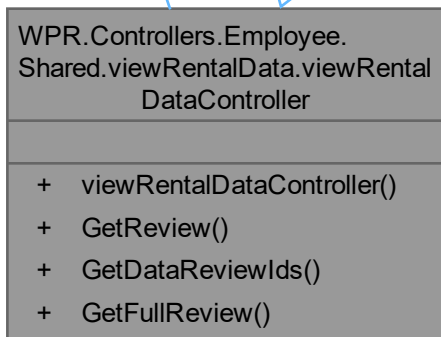 WPR.Controllers.Employee.
Shared.viewRentalData.viewRental
DataController
+ viewRentalDataController()
+ GetReview()
+ GetDataReviewIds()
+ GetFullReview()